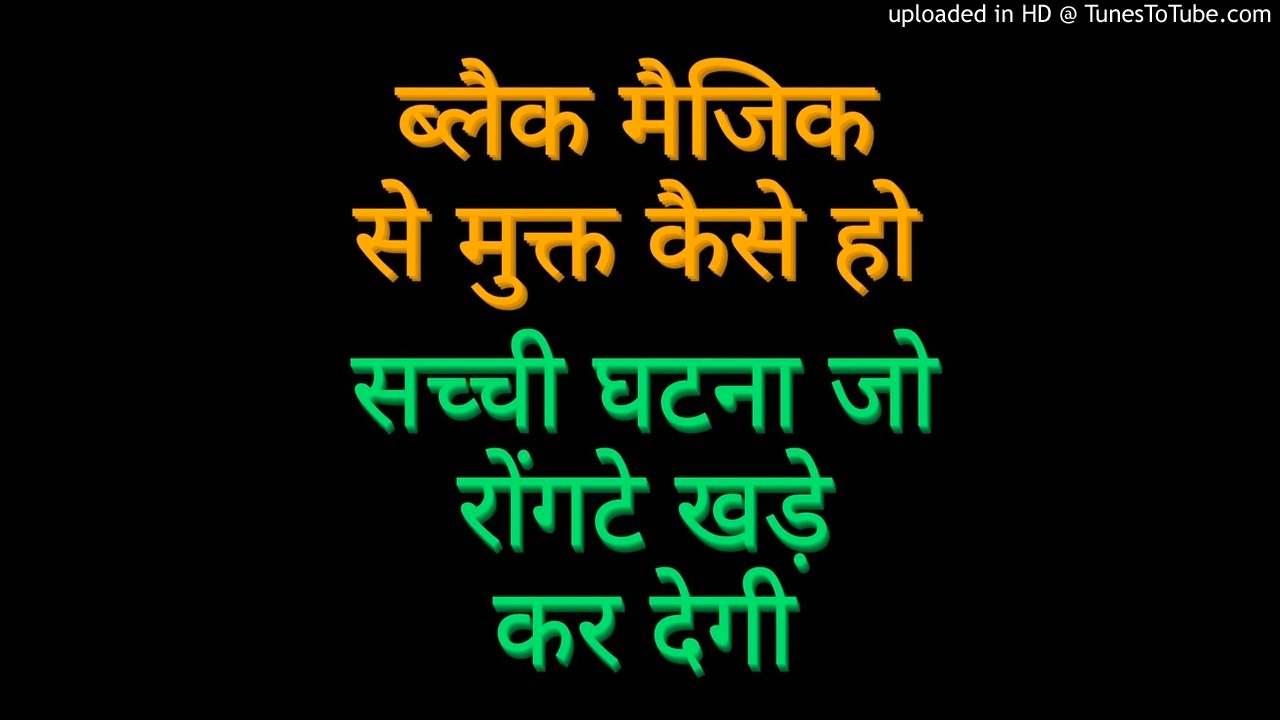 uploaded in HD @ TunesToTube.com
ब्लैक मैजिक
से मुक्त कैसे हो
सच्ची घटना जो
रोंगटे खड़े
कर देगी